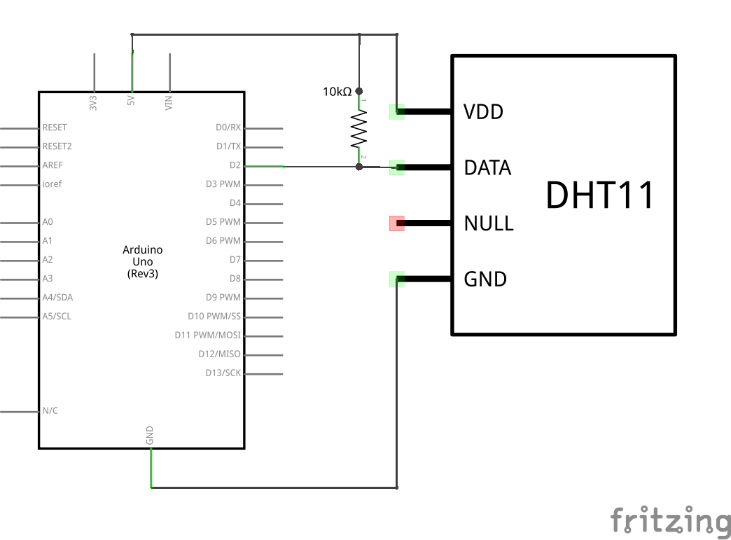 3V3
5V
VIN
RESET
RESET2
AREF
ioref
A0
A1
A2
A3
A4/SDA
A5/SCL
N/C
Arduino
Uno
(Rev3)
D0/RX
D1/TX
D2
D3 PWM
D4
D5 PWM
D6 PWM
D7
D8
D9 PWM
D10 PWM/SS
D11 PWM/MOSI
D12/MISO
D13/SCK
GND
10kΩ
1
2
VDD
DATA
NULL
GND
DHT11
fritzing